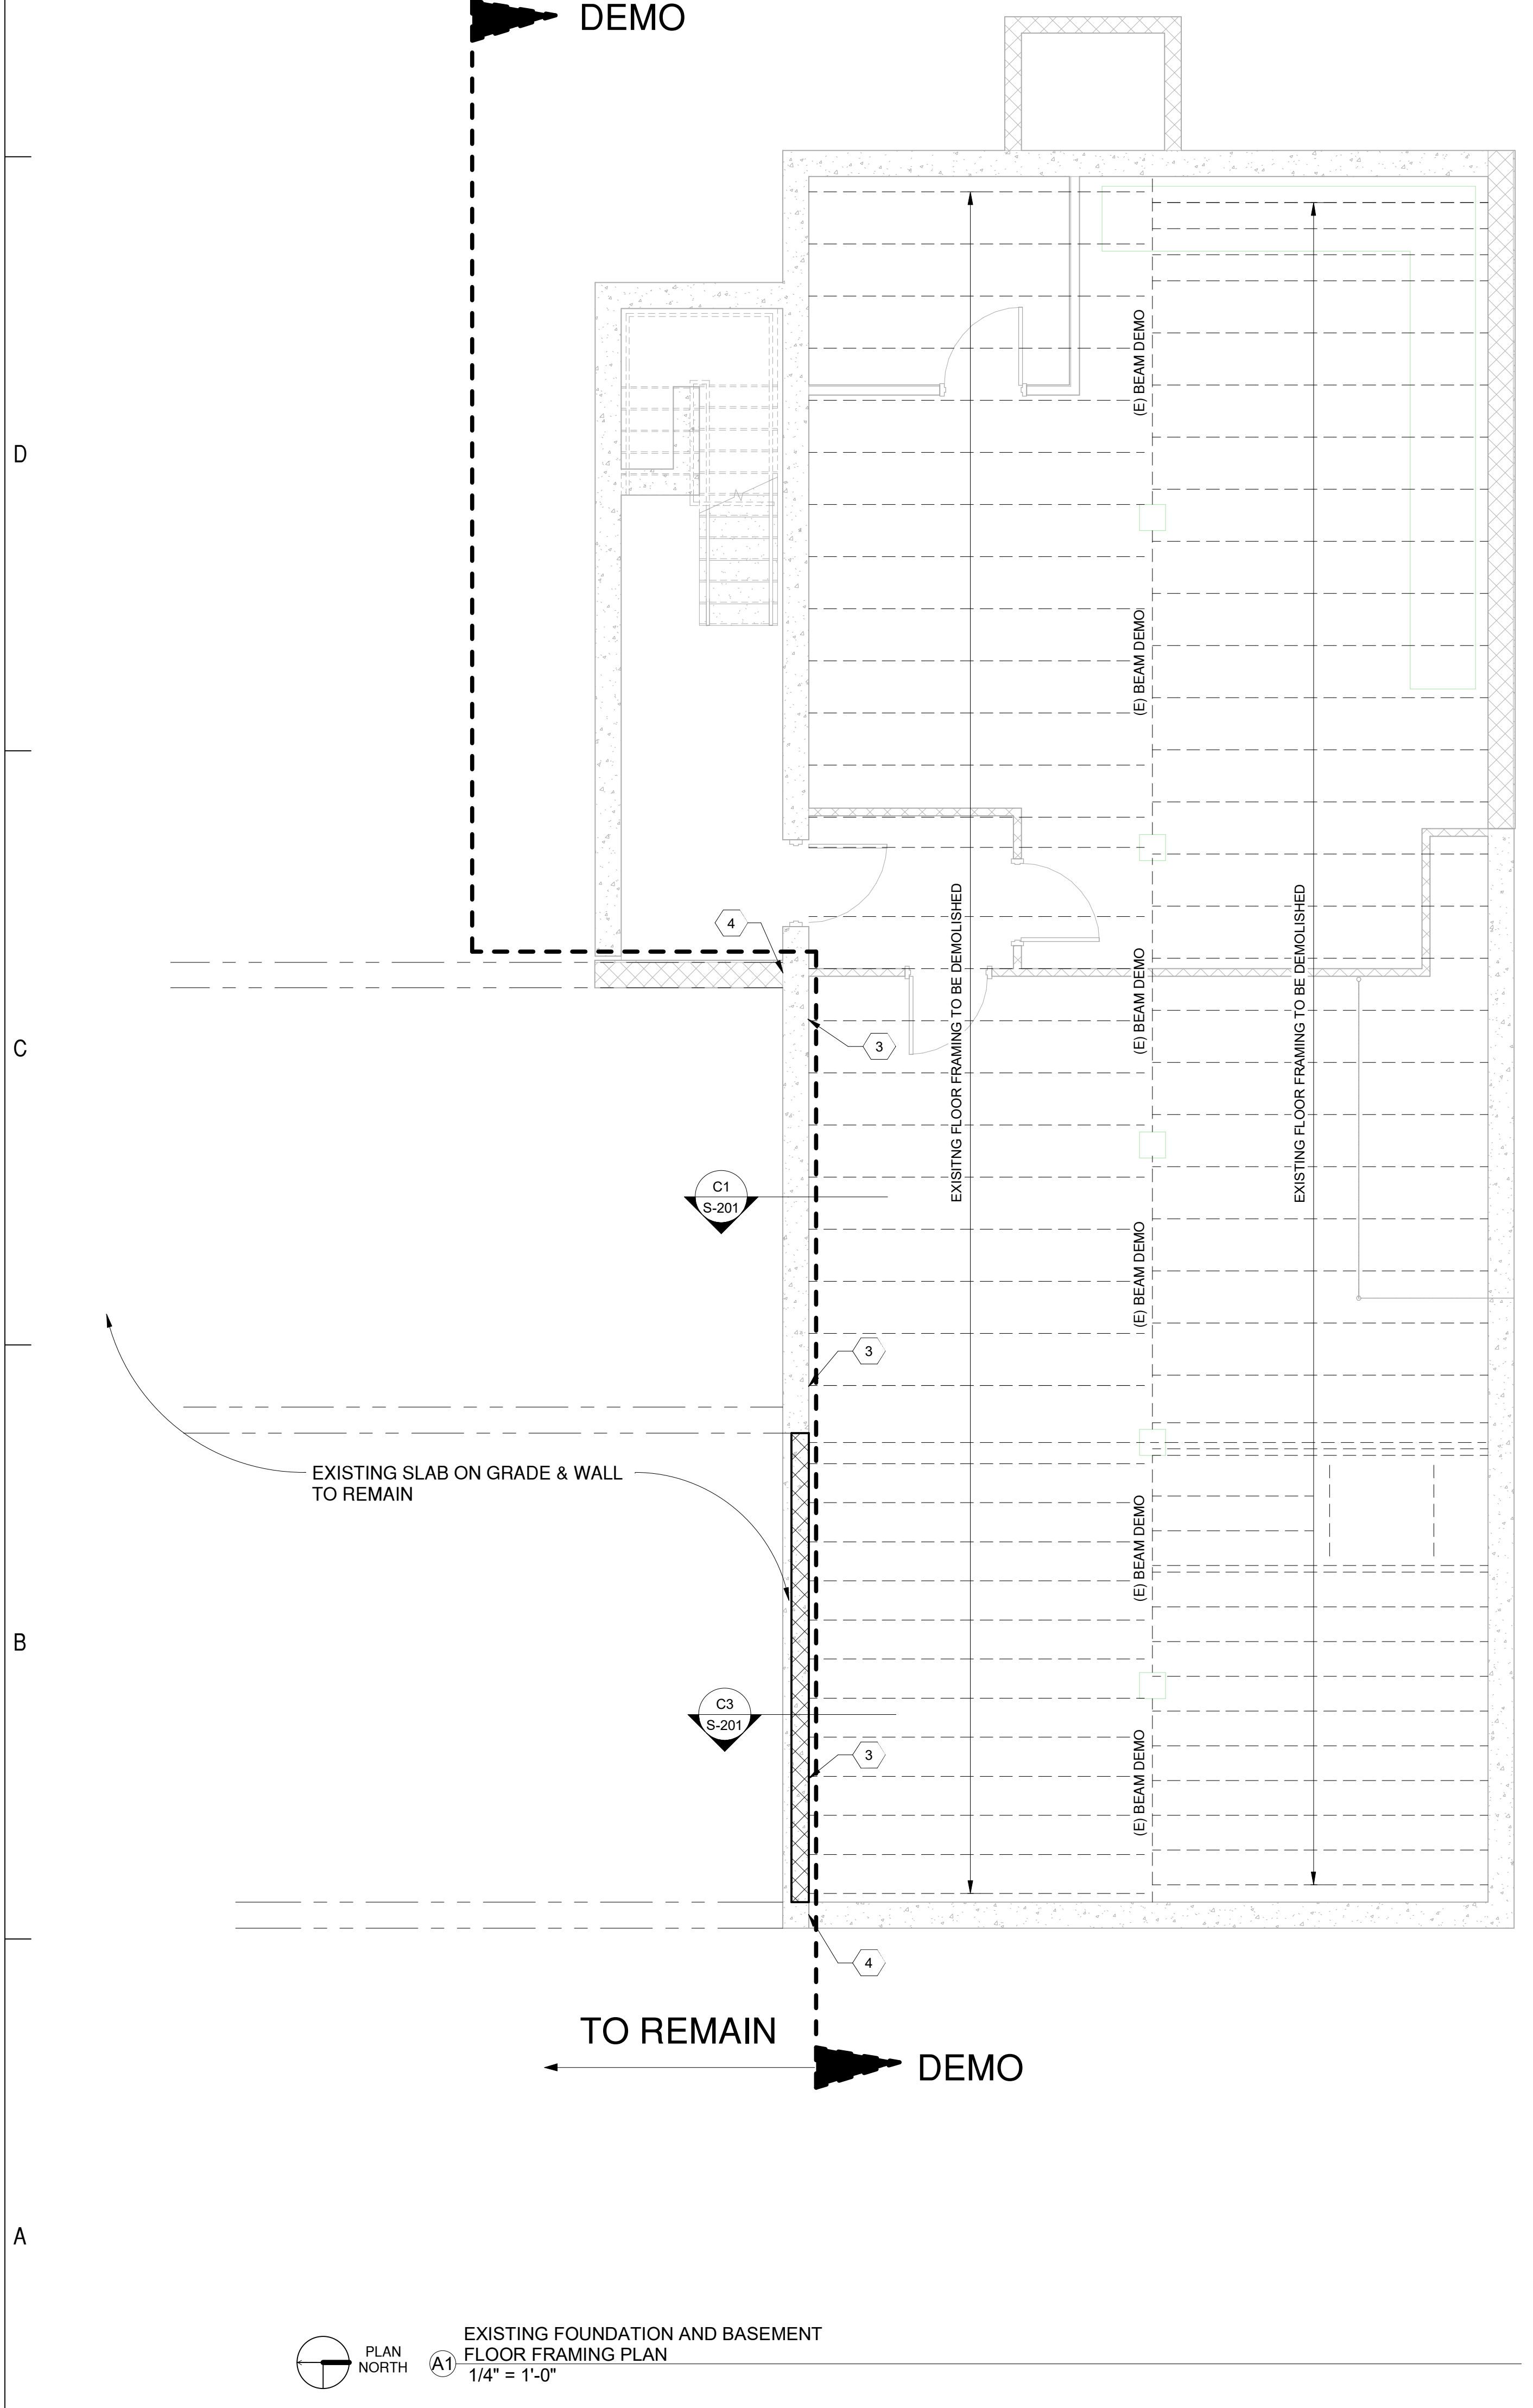 DEMO
D
(E) BEAM DEMO
(E) BEAM DEMO
4
C
3
(E) BEAM DEMO
EXISITNG FLOOR FRAMING TO BE DEMOLISHED
EXISTING FLOOR FRAMING TO BE DEMOLISHED
C1
S-201
(E) BEAM DEMO
3
EXISTING SLAB ON GRADE & WALL
TO REMAIN
(E) BEAM DEMO
B
C3
S-201
3
(E) BEAM DEMO
4
TO REMAIN
DEMO
A
PLAN
NORTH
A1
EXISTING FOUNDATION AND BASEMENT
FLOOR FRAMING PLAN
1/4" = 1'-0"